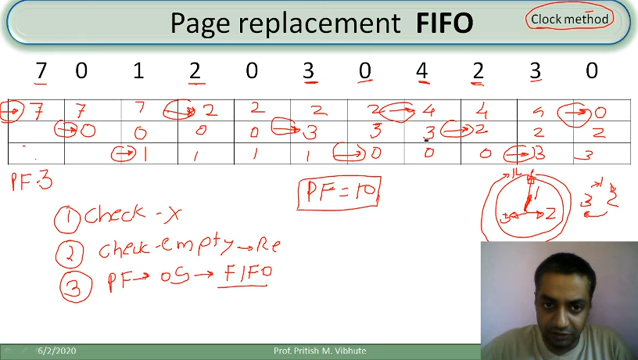 Page replacement FIFO
Clock method
7 0 1 2 0 3 0 4 2 3 0
7 7 7 2 2 2 2 4 4 4 0
0 0 0 0 3 3 3 2 2 2
1 1 1 1 0 0 0 3 3
PF-3
PF=10
① Check -x
② check-empty→Re
③ PF→OS→FIFO
3 2
6/2/2020
Prof. Pritish M. Vibhute